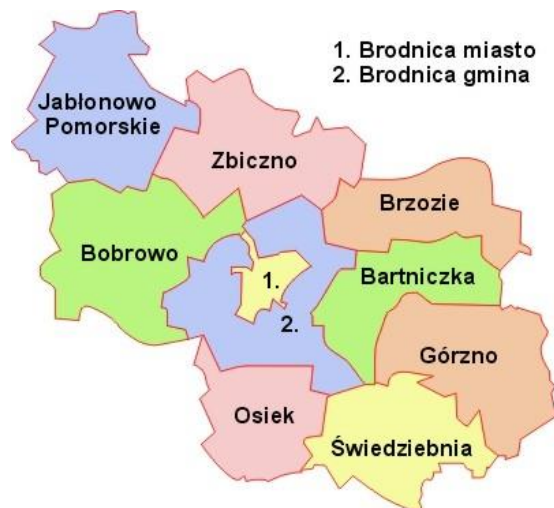 1. Brodnica miasto
2. Brodnica gmina
Jabłonowo
Pomorskie
Zbiczno
Brzozie
Bobrowo
Bartniczka
1.
2.
Górzno
Osiek
Świedziebnia